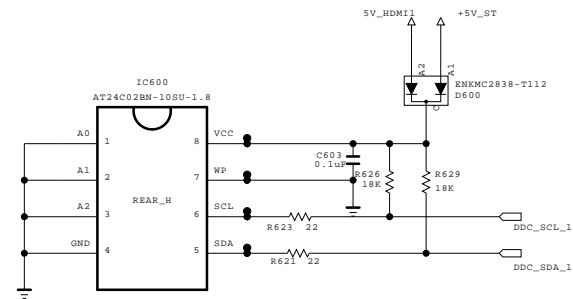 5V_HDMI1 +5V_ST
A2 A1
ENKMC2838-T112
D600
C
IC600
AT24C02BN-10SU-1.8
A0 1 8 VCC
C603
0.1uF
A1 2 7 WP
R626 R629
18K 18K
REAR_H
A2 3 6 SCL
R623 22
DDC_SCL_1
GND 4 5 SDA
R621 22
DDC_SDA_1